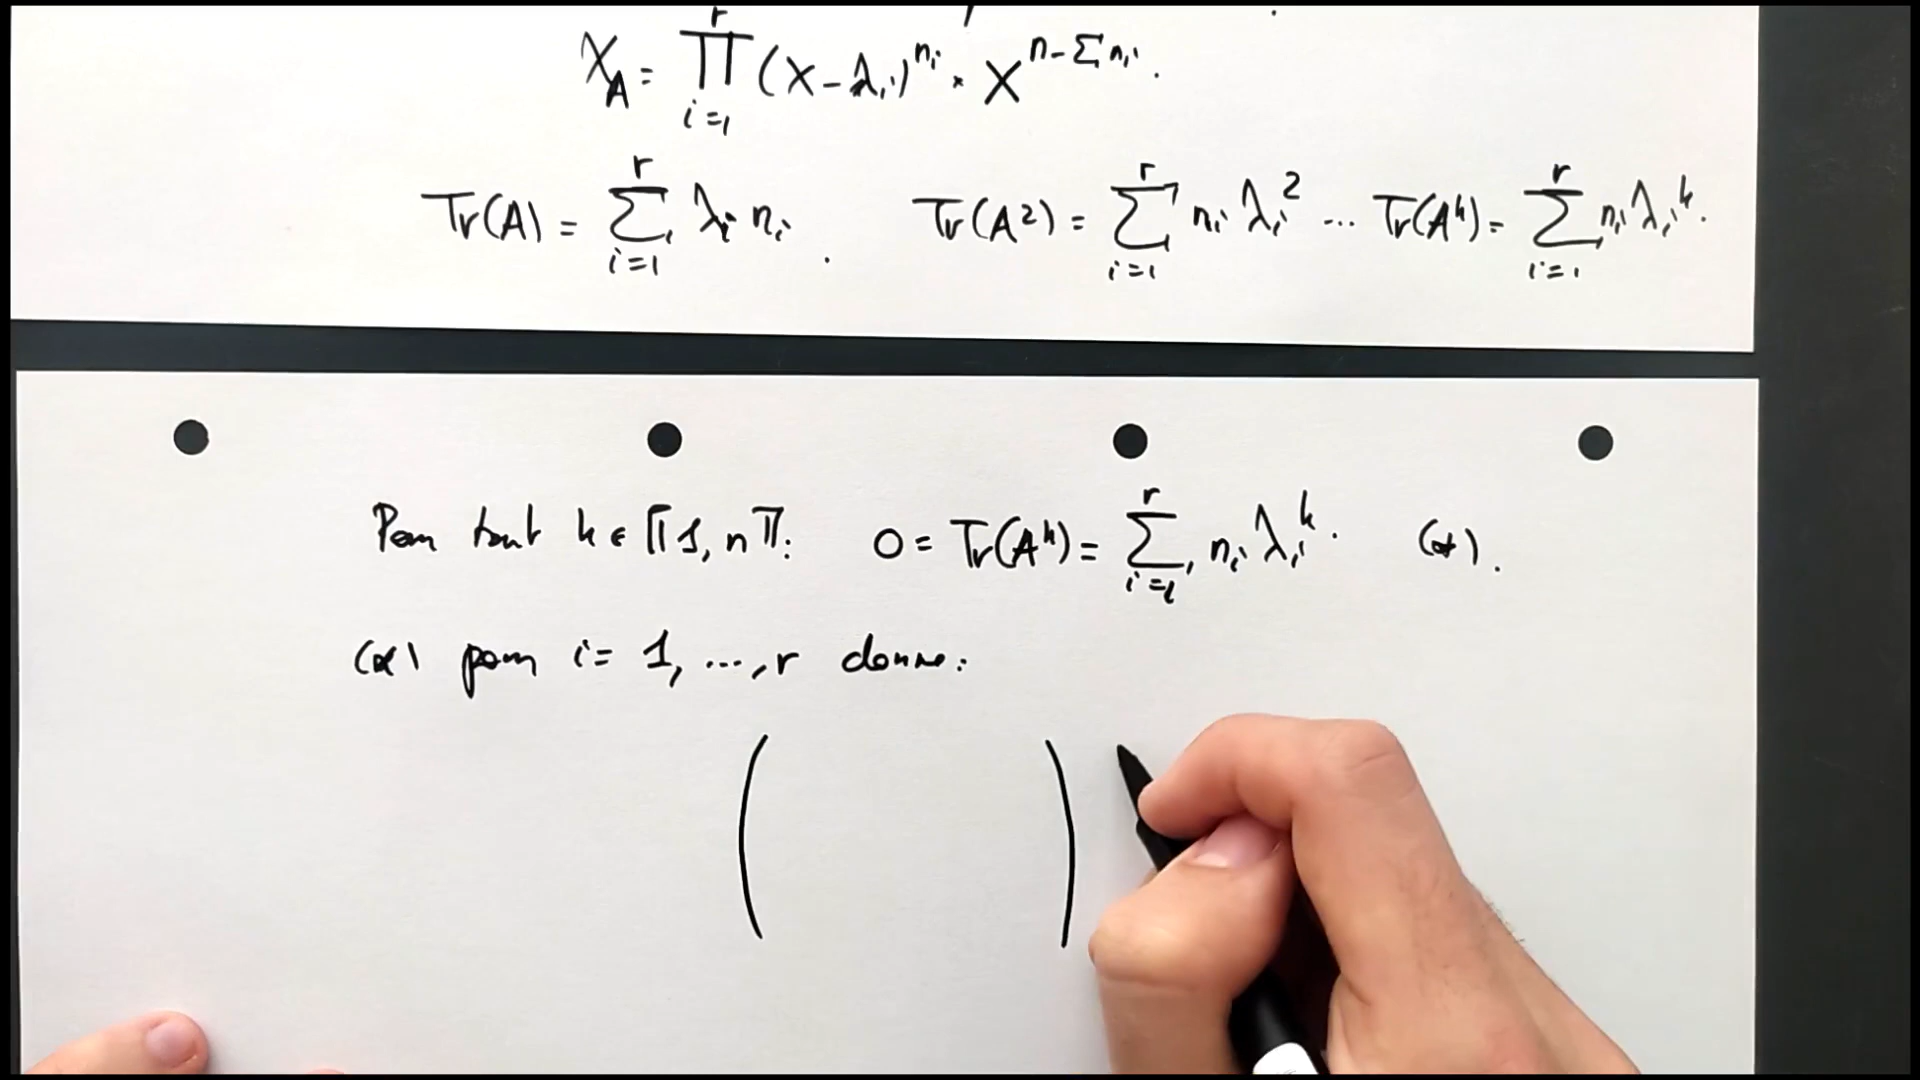 χ_A = ∏_{i=1}^{r} (X - λ_i)^{n_i} · X^{n - Σ n_i}.
Tr(A) = Σ_{i=1}^{r} λ_i n_i . Tr(A²) = Σ_{i=1}^{r} n_i λ_i² ... Tr(A^k) = Σ_{i=1}^{r} n_i λ_i^k.
Pour tout k ∈ ⟦1, n⟧: 0 = Tr(A^k) = Σ_{i=1}^{r} n_i λ_i^k. (*).
(*) pour i = 1, ..., r donne:
( )